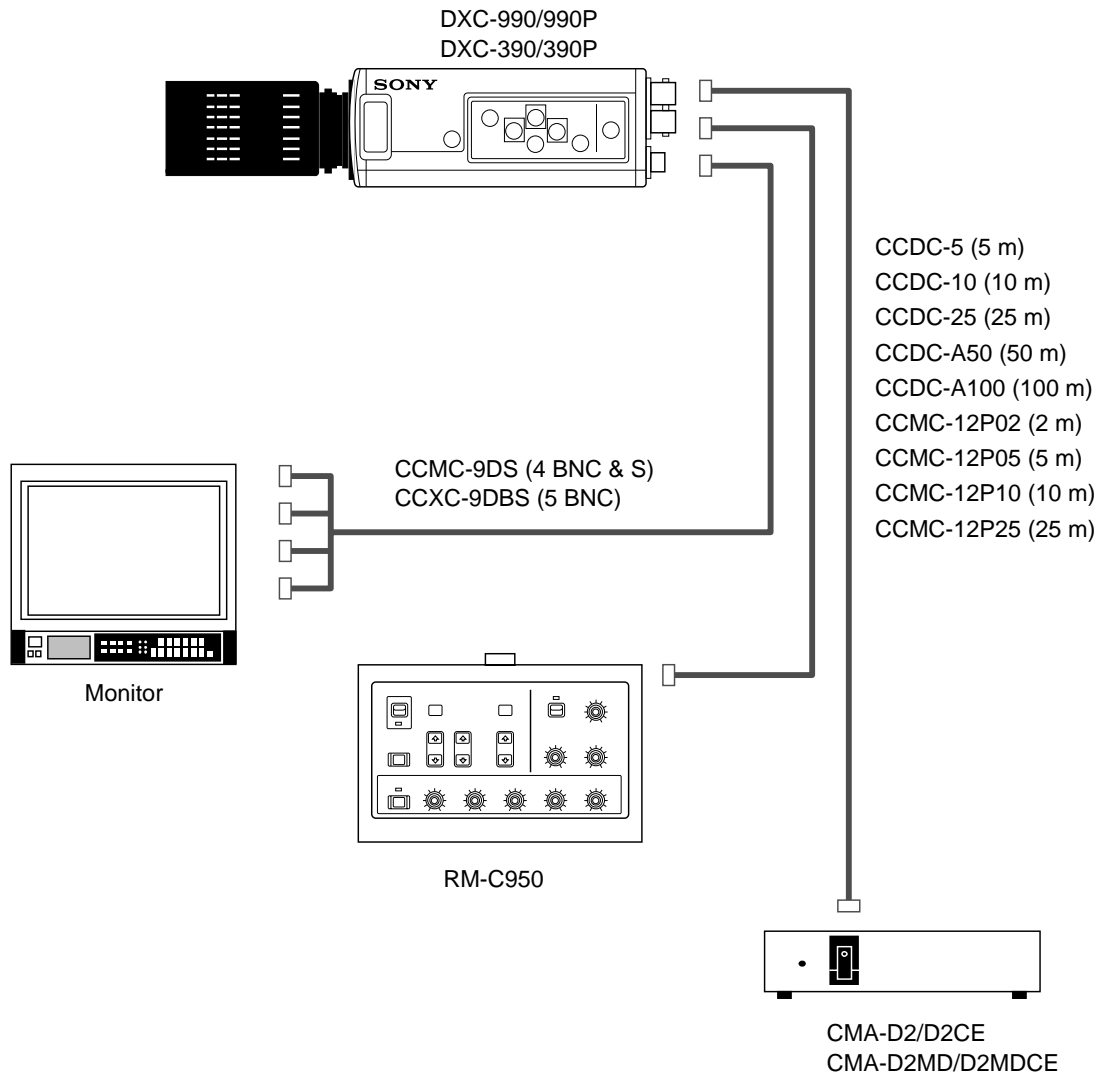 DXC-990/990P
DXC-390/390P
SONY
CCDC-5 (5 m)
CCDC-10 (10 m)
CCDC-25 (25 m)
CCDC-A50 (50 m)
CCDC-A100 (100 m)
CCMC-12P02 (2 m)
CCMC-12P05 (5 m)
CCMC-12P10 (10 m)
CCMC-12P25 (25 m)
CCMC-9DS (4 BNC & S)
CCXC-9DBS (5 BNC)
Monitor
RM-C950
CMA-D2/D2CE
CMA-D2MD/D2MDCE